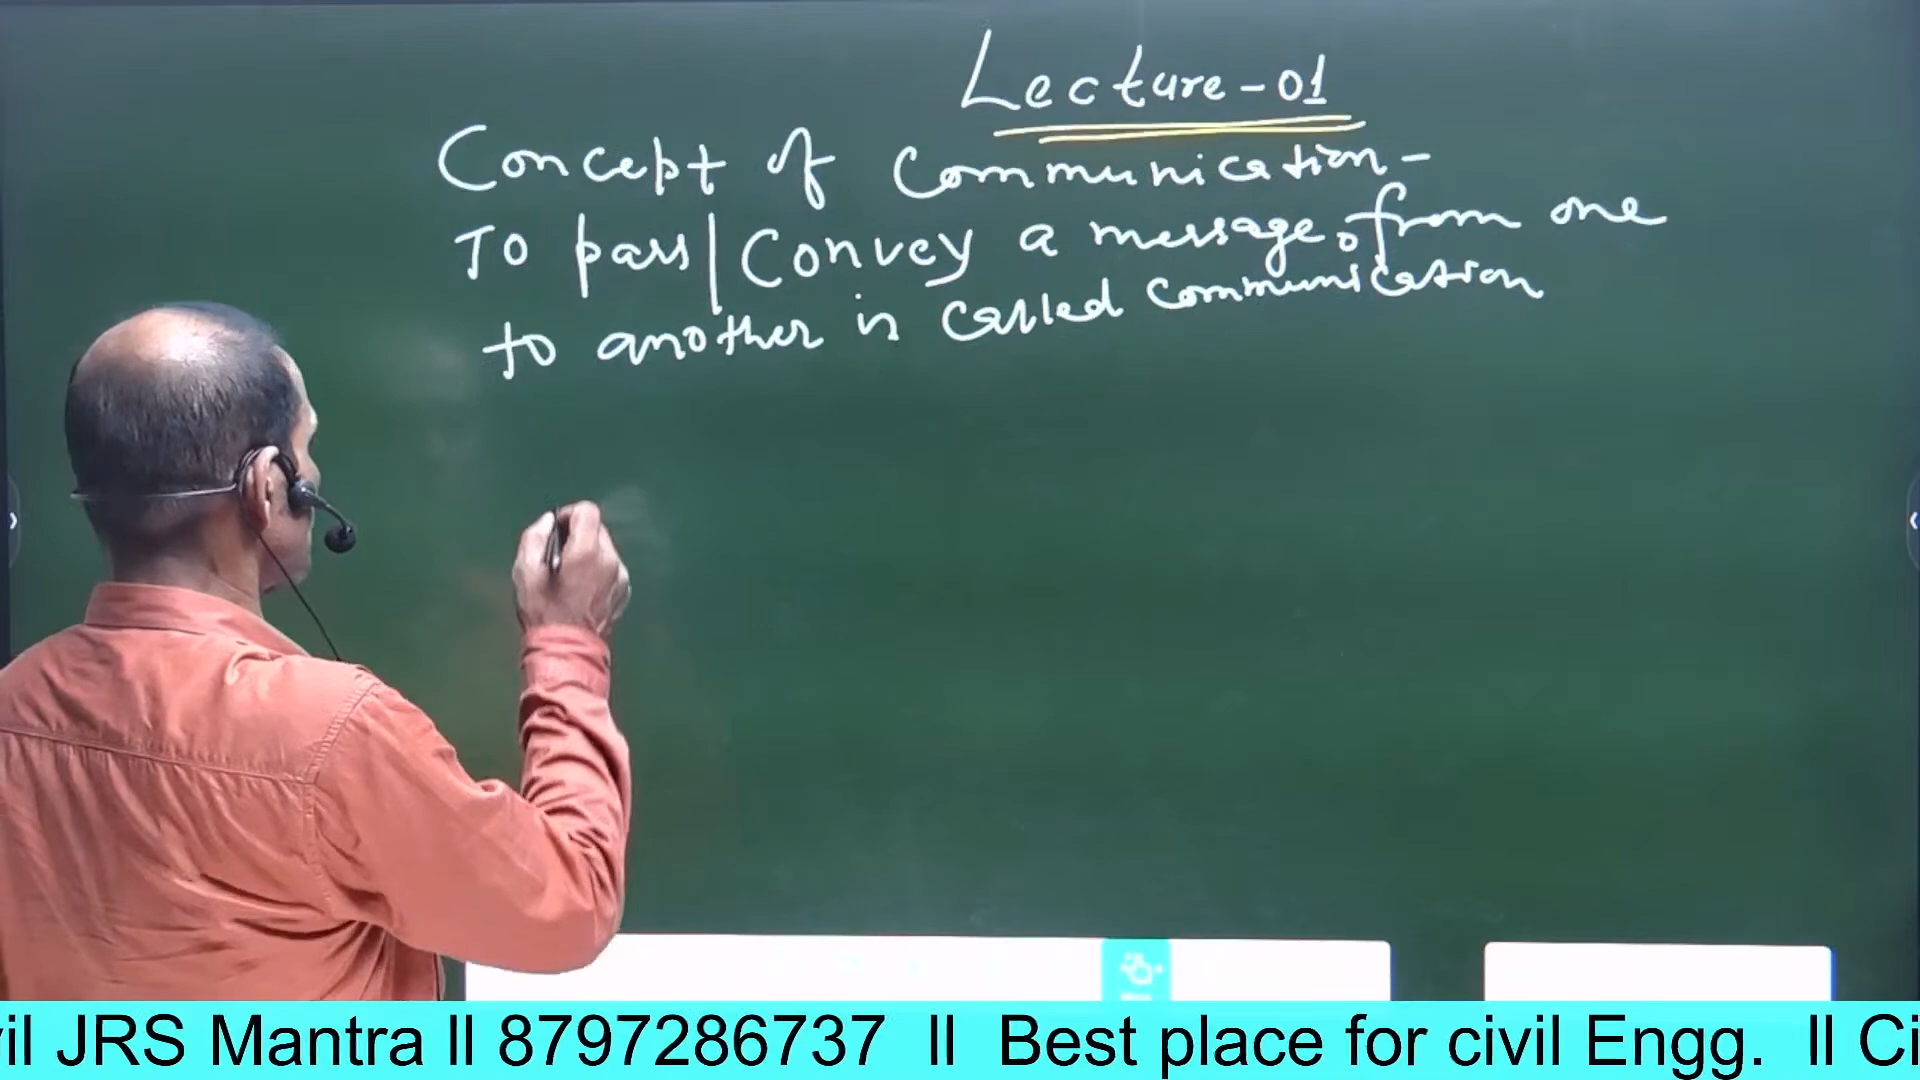 Lecture-01
Concept of Communication-
To pass|Convey a message, from one
to another is called communication
vil JRS Mantra ll 8797286737 ll Best place for civil Engg. ll Ci